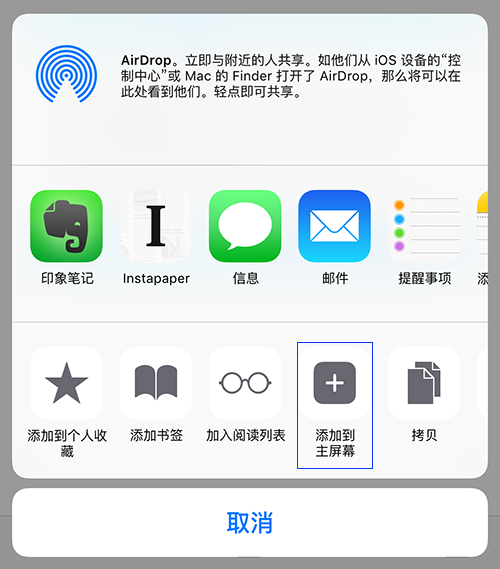 AirDrop。立即与附近的人共享。如他们从 iOS 设备的“控
制中心”或 Mac 的 Finder 打开了 AirDrop，那么将可以在
此处看到他们。轻点即可共享。
印象笔记
Instapaper
信息
邮件
提醒事项
添
添加到个人收
藏
添加书签
加入阅读列表
添加到
主屏幕
拷贝
取消